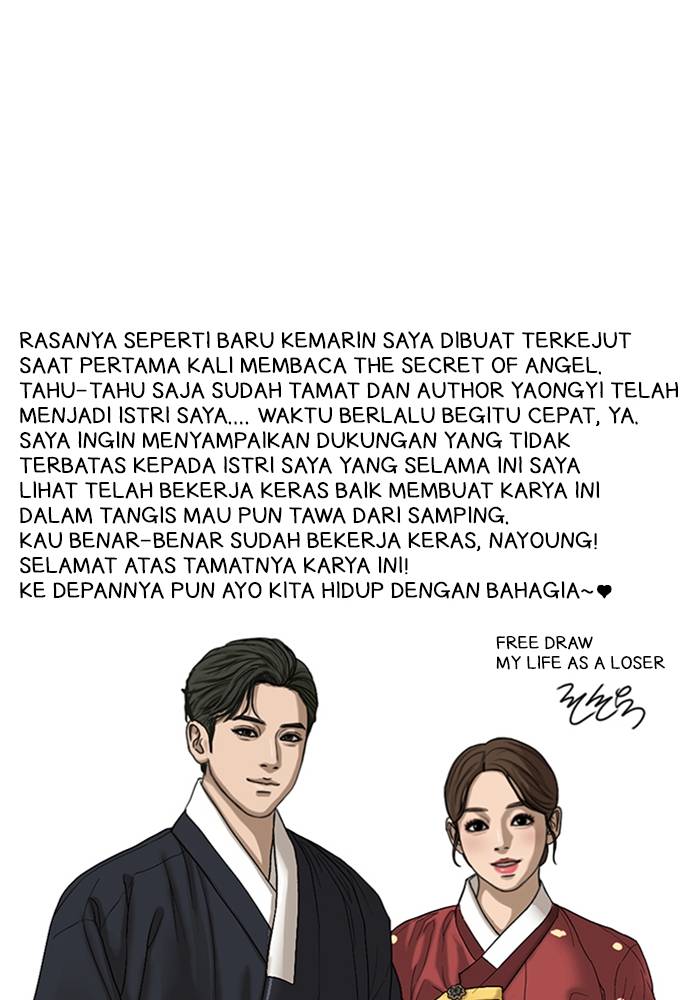 RASANYA SEPERTI BARU KEMARIN SAYA DIBUAT TERKEJUT
SAAT PERTAMA KALI MEMBACA THE SECRET OF ANGEL.
TAHU-TAHU SAJA SUDAH TAMAT DAN AUTHOR YAONGYI TELAH
MENJADI ISTRI SAYA.... WAKTU BERLALU BEGITU CEPAT, YA.
SAYA INGIN MENYAMPAIKAN DUKUNGAN YANG TIDAK
TERBATAS KEPADA ISTRI SAYA YANG SELAMA INI SAYA
LIHAT TELAH BEKERJA KERAS BAIK MEMBUAT KARYA INI
DALAM TANGIS MAU PUN TAWA DARI SAMPING.
KAU BENAR-BENAR SUDAH BEKERJA KERAS, NAYOUNG!
SELAMAT ATAS TAMATNYA KARYA INI!
KE DEPANNYA PUN AYO KITA HIDUP DENGAN BAHAGIA~♥
FREE DRAW
MY LIFE AS A LOSER